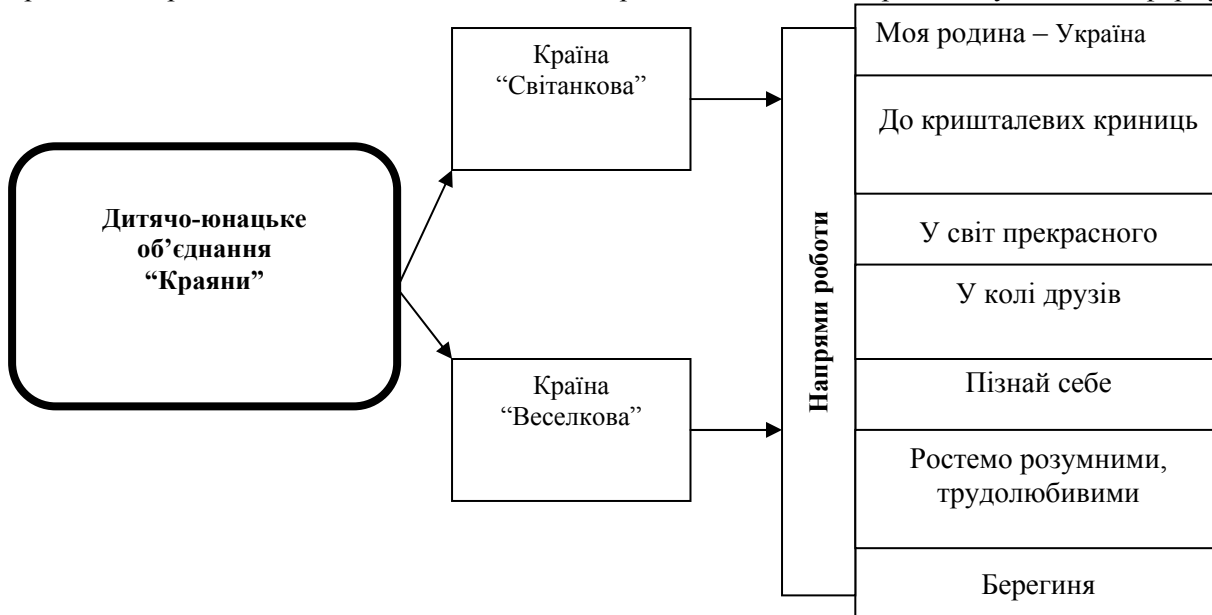 Дитячо-юнацьке
об’єднання
“Краяни”
Країна
“Світанкова”
Країна
“Веселкова”
Напрями роботи
Моя родина – Україна
До кришталевих криниць
У світ прекрасного
У колі друзів
Пізнай себе
Ростемо розумними,
трудолюбивими
Берегиня